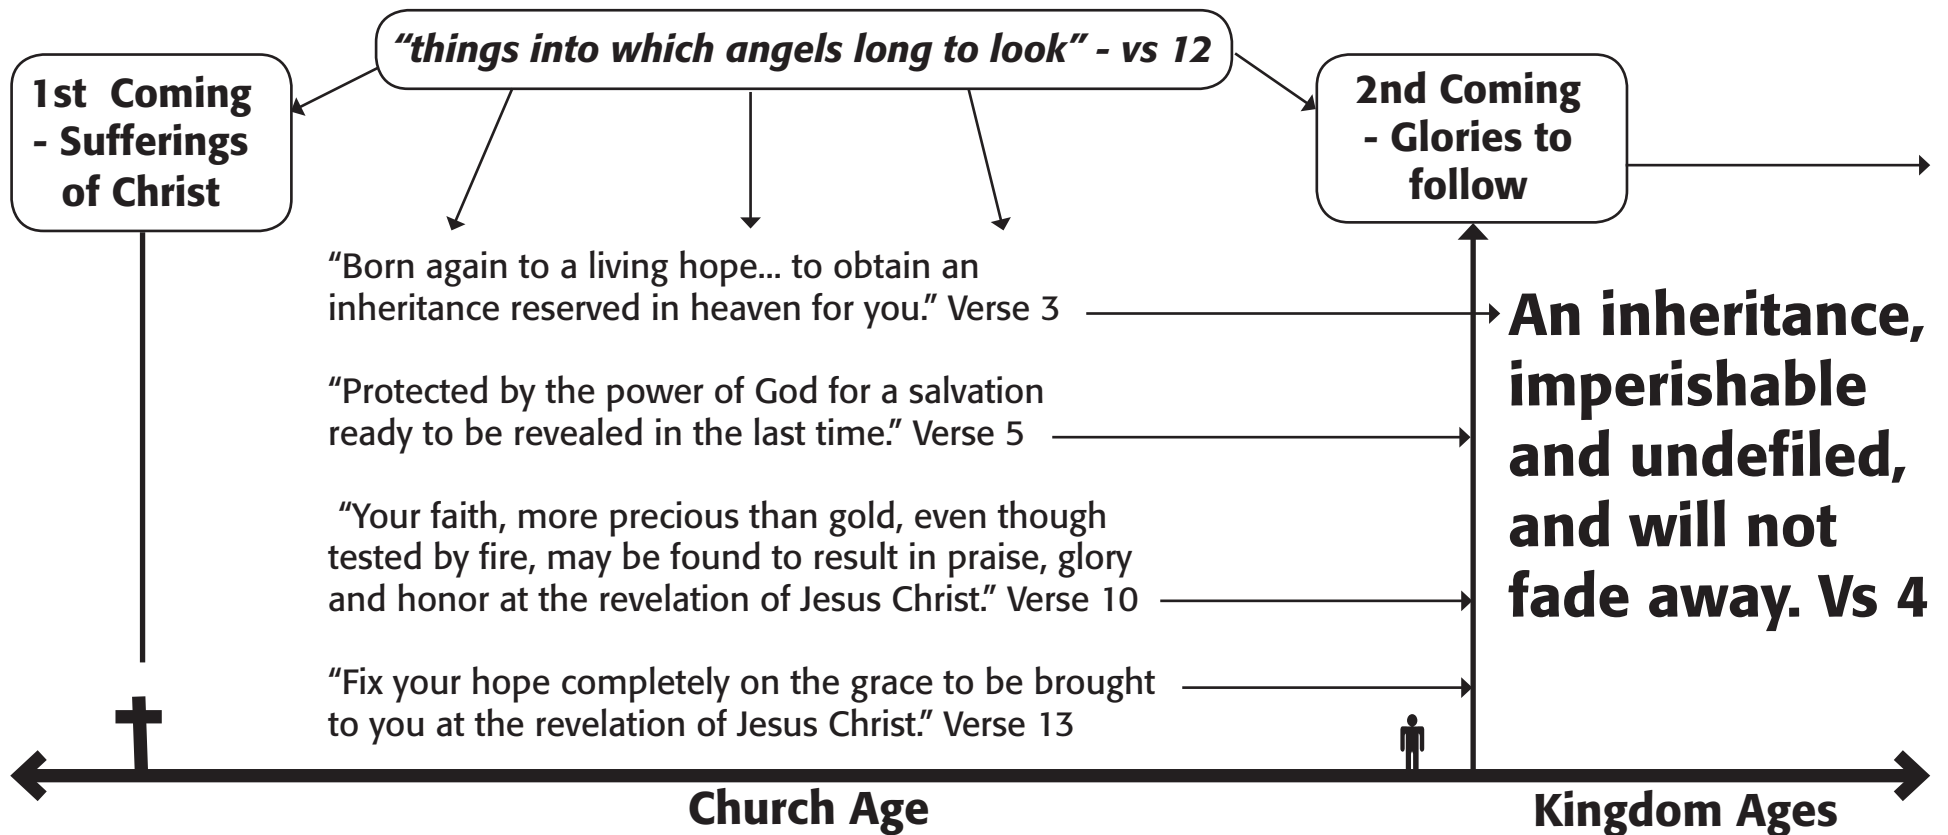 “things into which angels long to look” - vs 12
1st Coming
- Sufferings
of Christ
2nd Coming
- Glories to
follow
“Born again to a living hope... to obtain an
inheritance reserved in heaven for you.” Verse 3
“Protected by the power of God for a salvation
ready to be revealed in the last time.” Verse 5
“Your faith, more precious than gold, even though
tested by fire, may be found to result in praise, glory
and honor at the revelation of Jesus Christ.” Verse 10
“Fix your hope completely on the grace to be brought
to you at the revelation of Jesus Christ.” Verse 13
An inheritance,
imperishable
and undefiled,
and will not
fade away. Vs 4
Church Age
Kingdom Ages